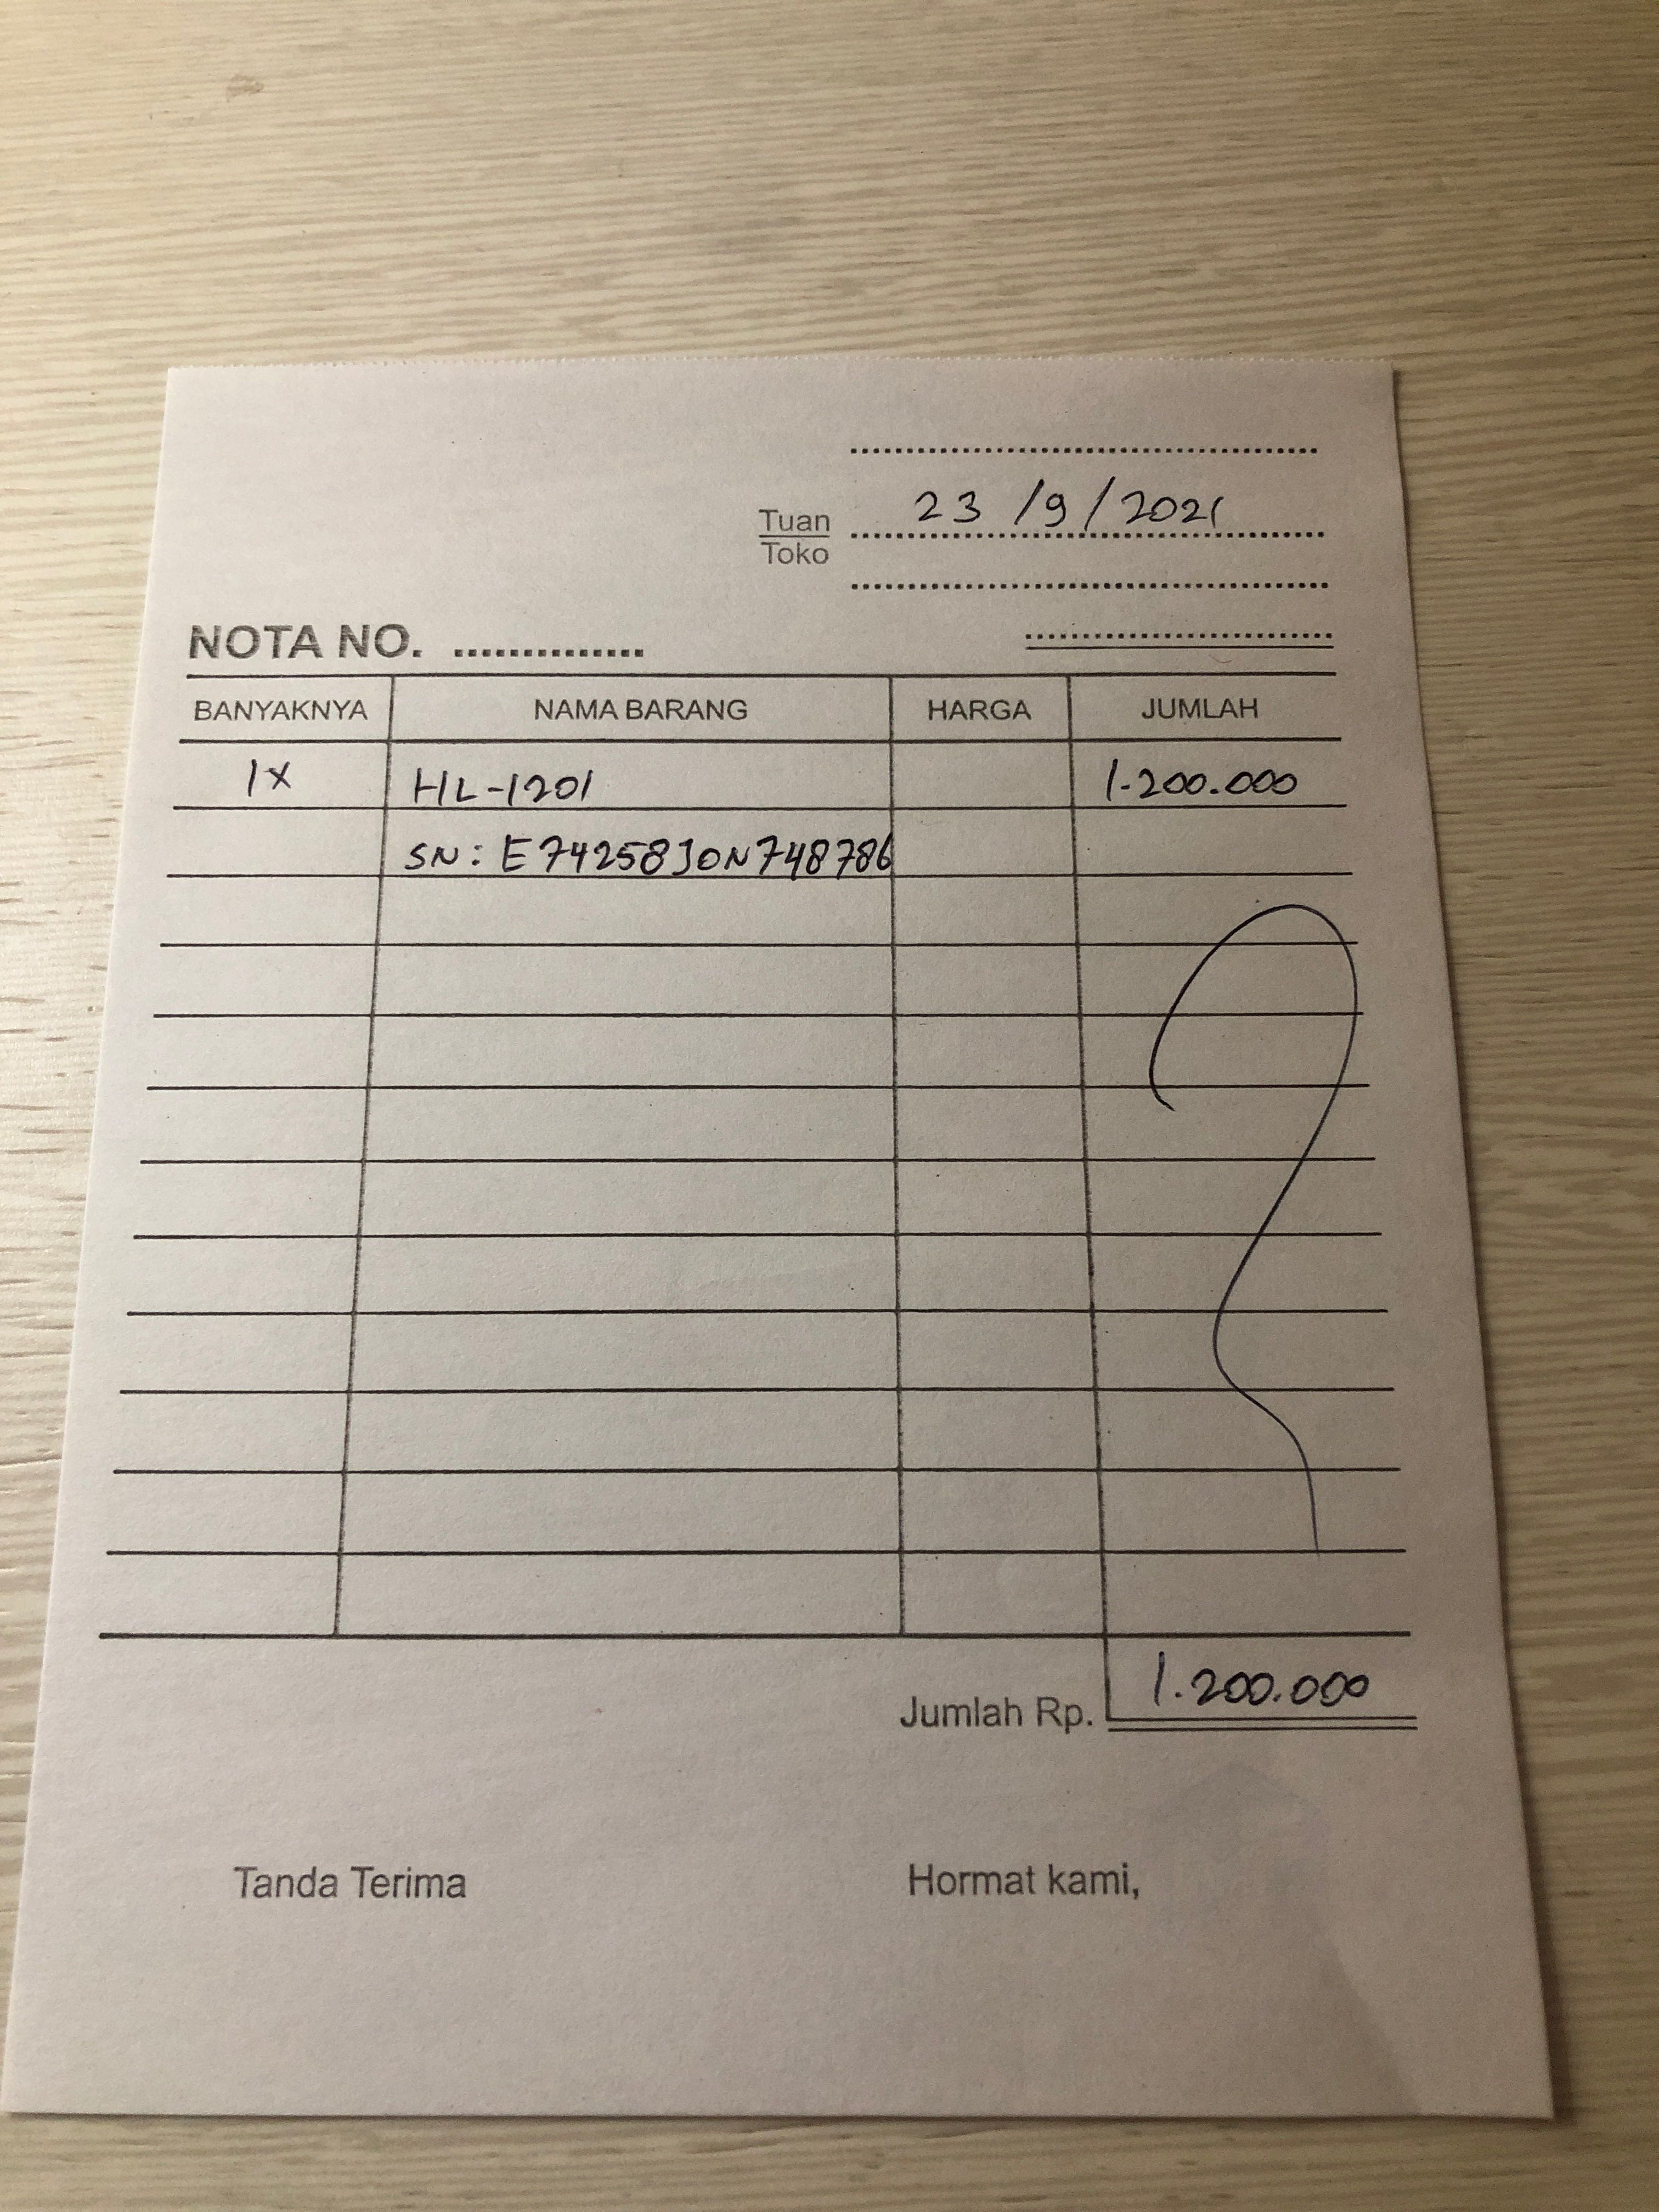 Tuan
Toko
23/9/2021
NOTA NO. ..............
BANYAKNYA NAMA BARANG HARGA JUMLAH
1X HL-1201 1.200.000
SN: E74258J0N748786
Jumlah Rp. 1.200.000
Tanda Terima Hormat kami,